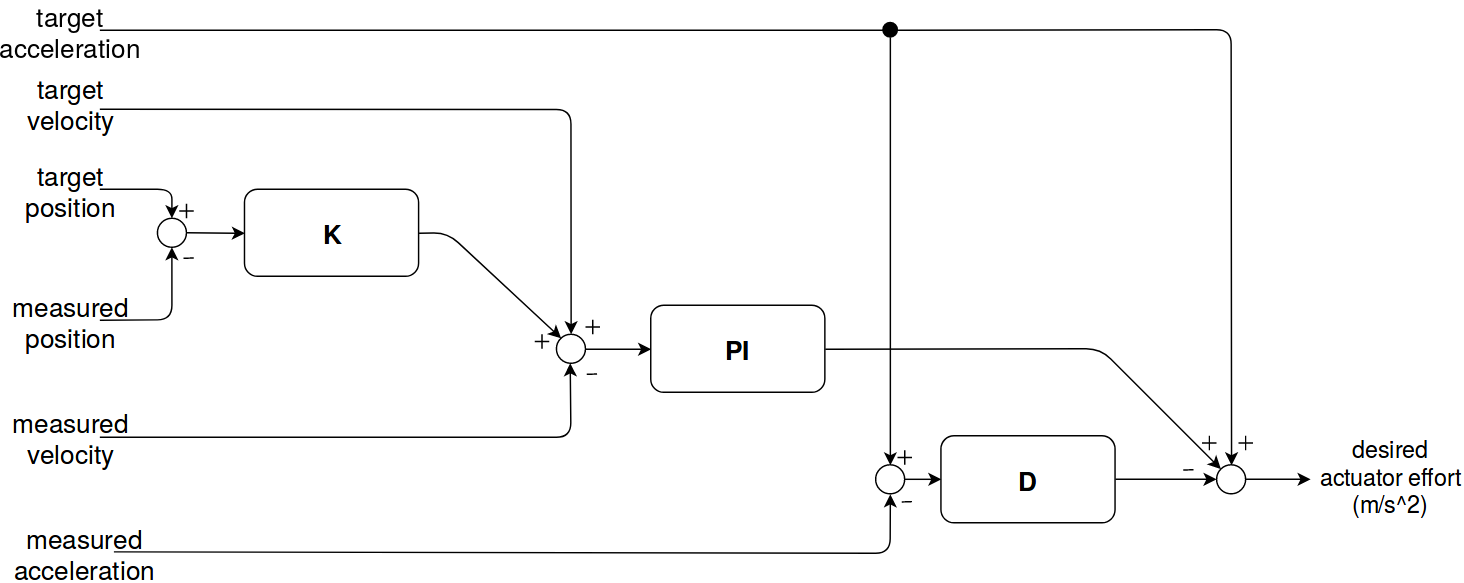 target
acceleration
target
velocity
target
position
+
K
−
measured
position
+
+
PI
−
measured
velocity
+
+
+
−
D
−
desired
actuator effort
(m/s^2)
measured
acceleration